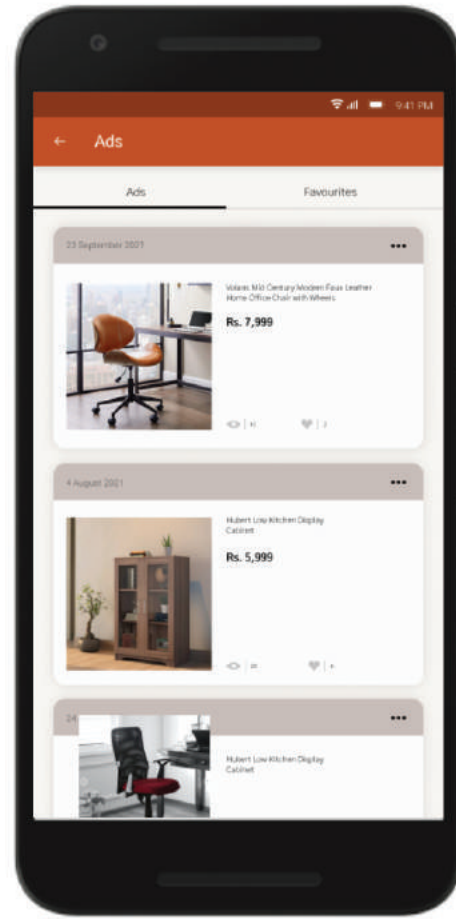 9:41 PM
Ads
Ads
Favourites
23 September 2021
Volans Mid Century Modern Faux Leather
Home Office Chair with Wheels
Rs. 7,999
4 August 2021
Hubert Low Kitchen Display
Cabinet
Rs. 5,999
24
Hubert Low Kitchen Display
Cabinet